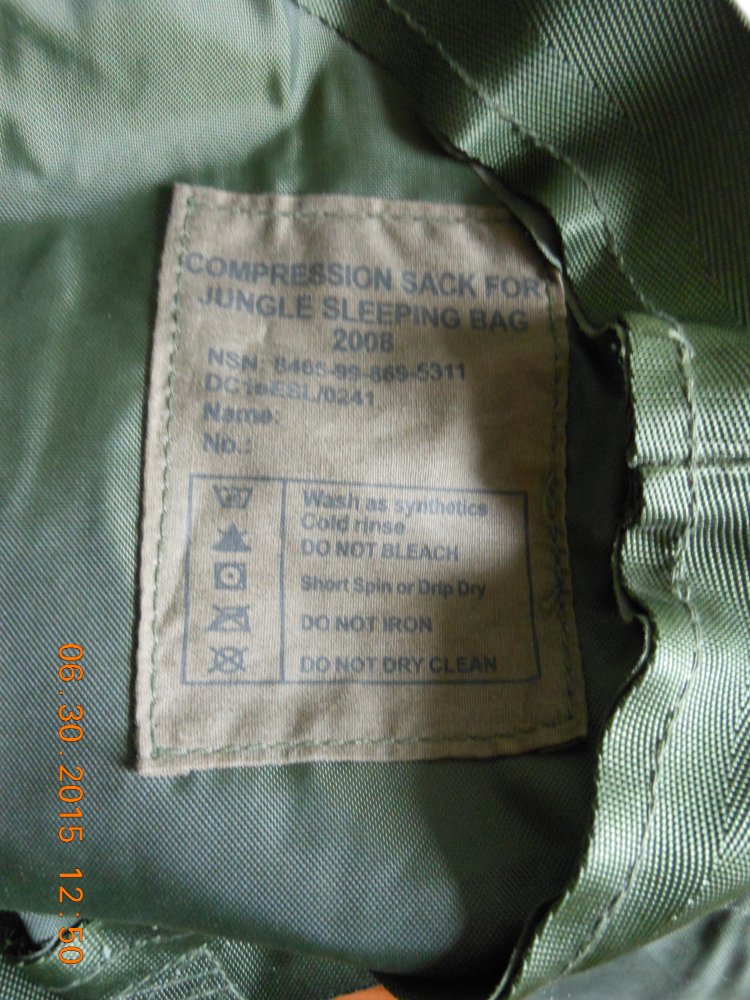 COMPRESSION SACK FOR
JUNGLE SLEEPING BAG
2008
NSN: 8465-99-869-5311
DC16ESL/0241
Name:
No.:
Wash as synthetics
Cold rinse
DO NOT BLEACH
Short Spin or Drip Dry
DO NOT IRON
DO NOT DRY CLEAN
06.30.2015 12:50